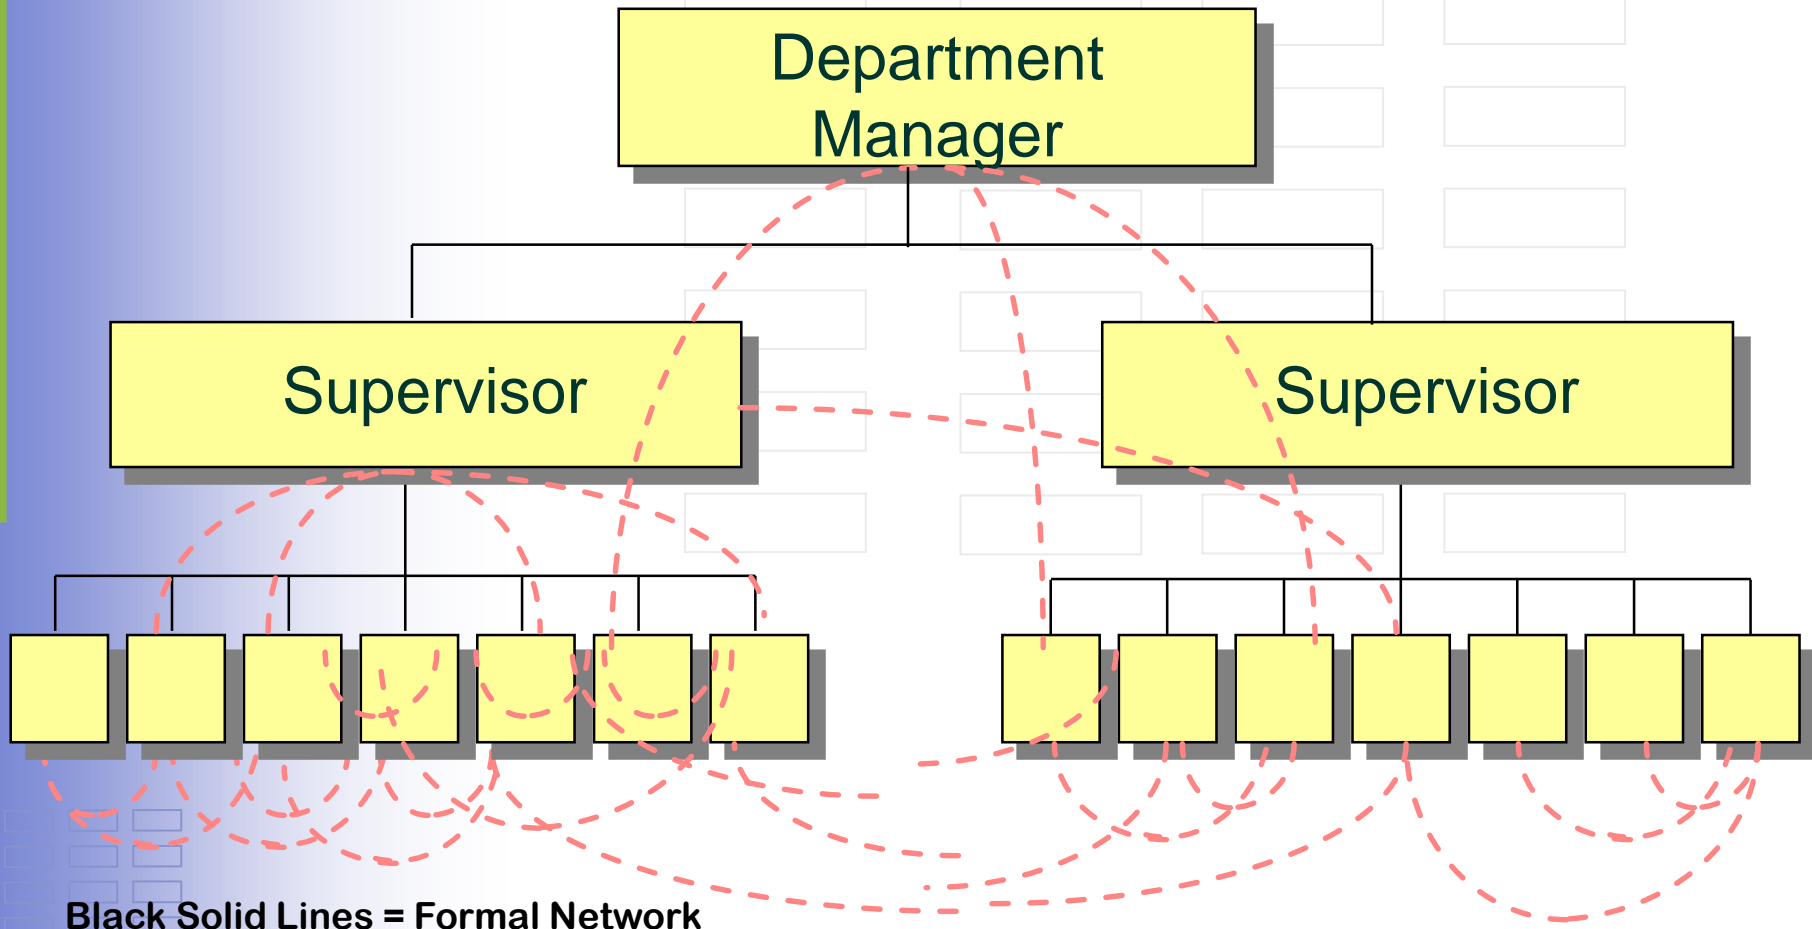 Department
Manager
Supervisor
Supervisor
Black Solid Lines = Formal Network